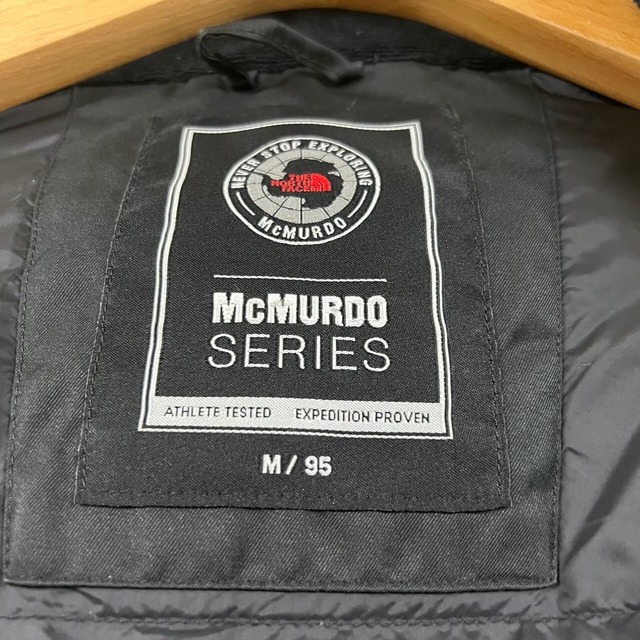 NEVER STOP EXPLORING
THE
NORTH
FACE
McMURDO
McMURDO
SERIES
ATHLETE TESTED EXPEDITION PROVEN
M / 95